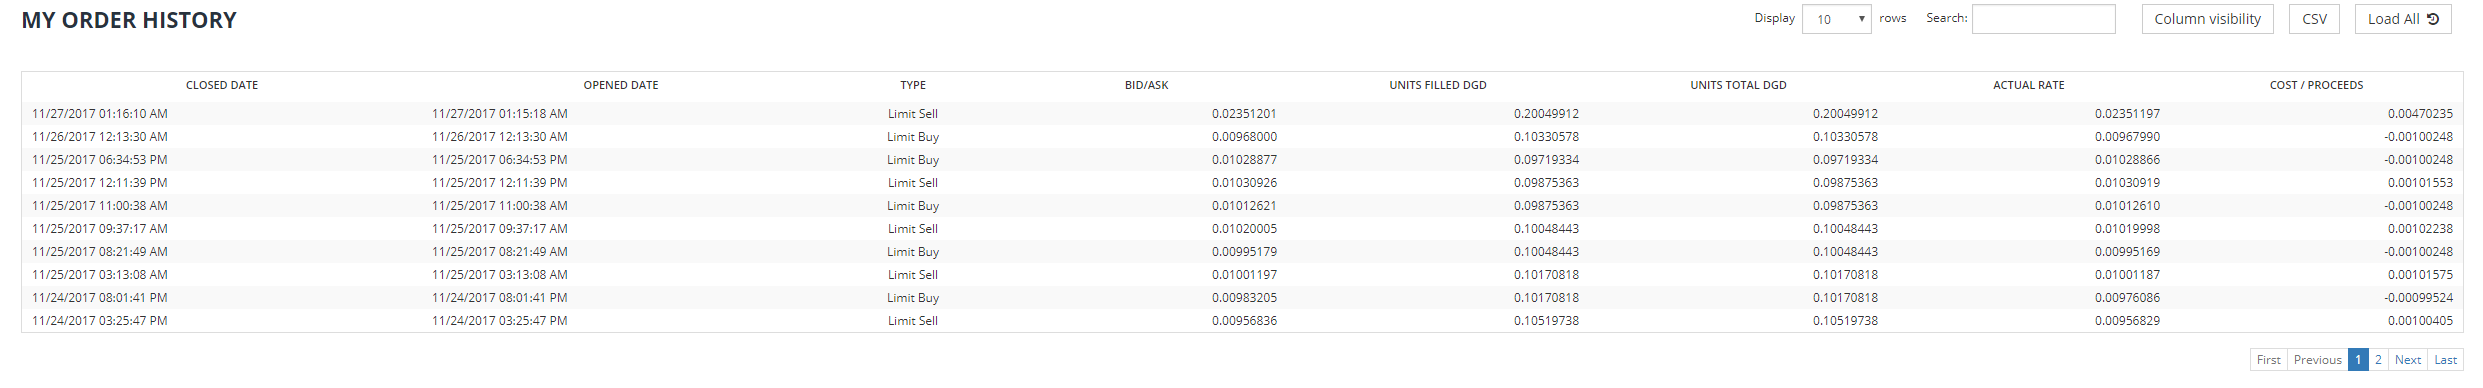 MY ORDER HISTORY Display 10 rows Search: Column visibility CSV Load All
CLOSED DATE OPENED DATE TYPE BID/ASK UNITS FILLED DGD UNITS TOTAL DGD ACTUAL RATE COST / PROCEEDS
11/27/2017 01:16:10 AM 11/27/2017 01:15:18 AM Limit Sell 0.02351201 0.20049912 0.20049912 0.02351197 0.00470235
11/26/2017 12:13:30 AM 11/26/2017 12:13:30 AM Limit Buy 0.00968000 0.10330578 0.10330578 0.00967990 -0.00100248
11/25/2017 06:34:53 PM 11/25/2017 06:34:53 PM Limit Buy 0.01028877 0.09719334 0.09719334 0.01028866 -0.00100248
11/25/2017 12:11:39 PM 11/25/2017 12:11:39 PM Limit Sell 0.01030926 0.09875363 0.09875363 0.01030919 0.00101553
11/25/2017 11:00:38 AM 11/25/2017 11:00:38 AM Limit Buy 0.01012621 0.09875363 0.09875363 0.01012610 -0.00100248
11/25/2017 09:37:17 AM 11/25/2017 09:37:17 AM Limit Sell 0.01020005 0.10048443 0.10048443 0.01019998 0.00102238
11/25/2017 08:21:49 AM 11/25/2017 08:21:49 AM Limit Buy 0.00995179 0.10048443 0.10048443 0.00995169 -0.00100248
11/25/2017 03:13:08 AM 11/25/2017 03:13:08 AM Limit Sell 0.01001197 0.10170818 0.10170818 0.01001187 0.00101575
11/24/2017 08:01:41 PM 11/24/2017 08:01:41 PM Limit Buy 0.00983205 0.10170818 0.10170818 0.00976086 -0.00099524
11/24/2017 03:25:47 PM 11/24/2017 03:25:47 PM Limit Sell 0.00956836 0.10519738 0.10519738 0.00956829 0.00100405
First Previous 1 2 Next Last